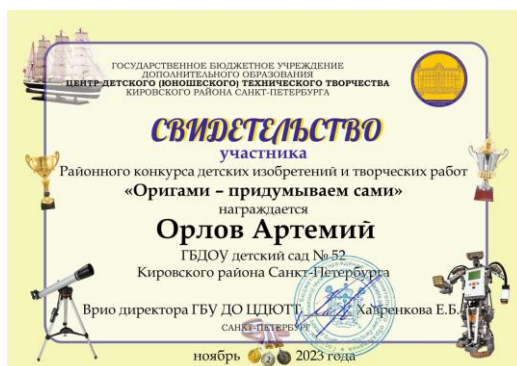 ГОСУДАРСТВЕННОЕ БЮДЖЕТНОЕ УЧРЕЖДЕНИЕ
ДОПОЛНИТЕЛЬНОГО ОБРАЗОВАНИЯ
ЦЕНТР ДЕТСКОГО (ЮНОШЕСКОГО) ТЕХНИЧЕСКОГО ТВОРЧЕСТВА
КИРОВСКОГО РАЙОНА САНКТ-ПЕТЕРБУРГА
СВИДЕТЕЛЬСТВО
участника
Районного конкурса детских изобретений и творческих работ
«Оригами – придумываем сами»
награждается
Орлов Артемий
ГБДОУ детский сад № 52
Кировского района Санкт-Петербурга
Врио директора ГБУ ДО ЦДЮТТ Хавренкова Е.Б.
САНКТ-ПЕТЕРБУРГ
ноябрь 2023 года